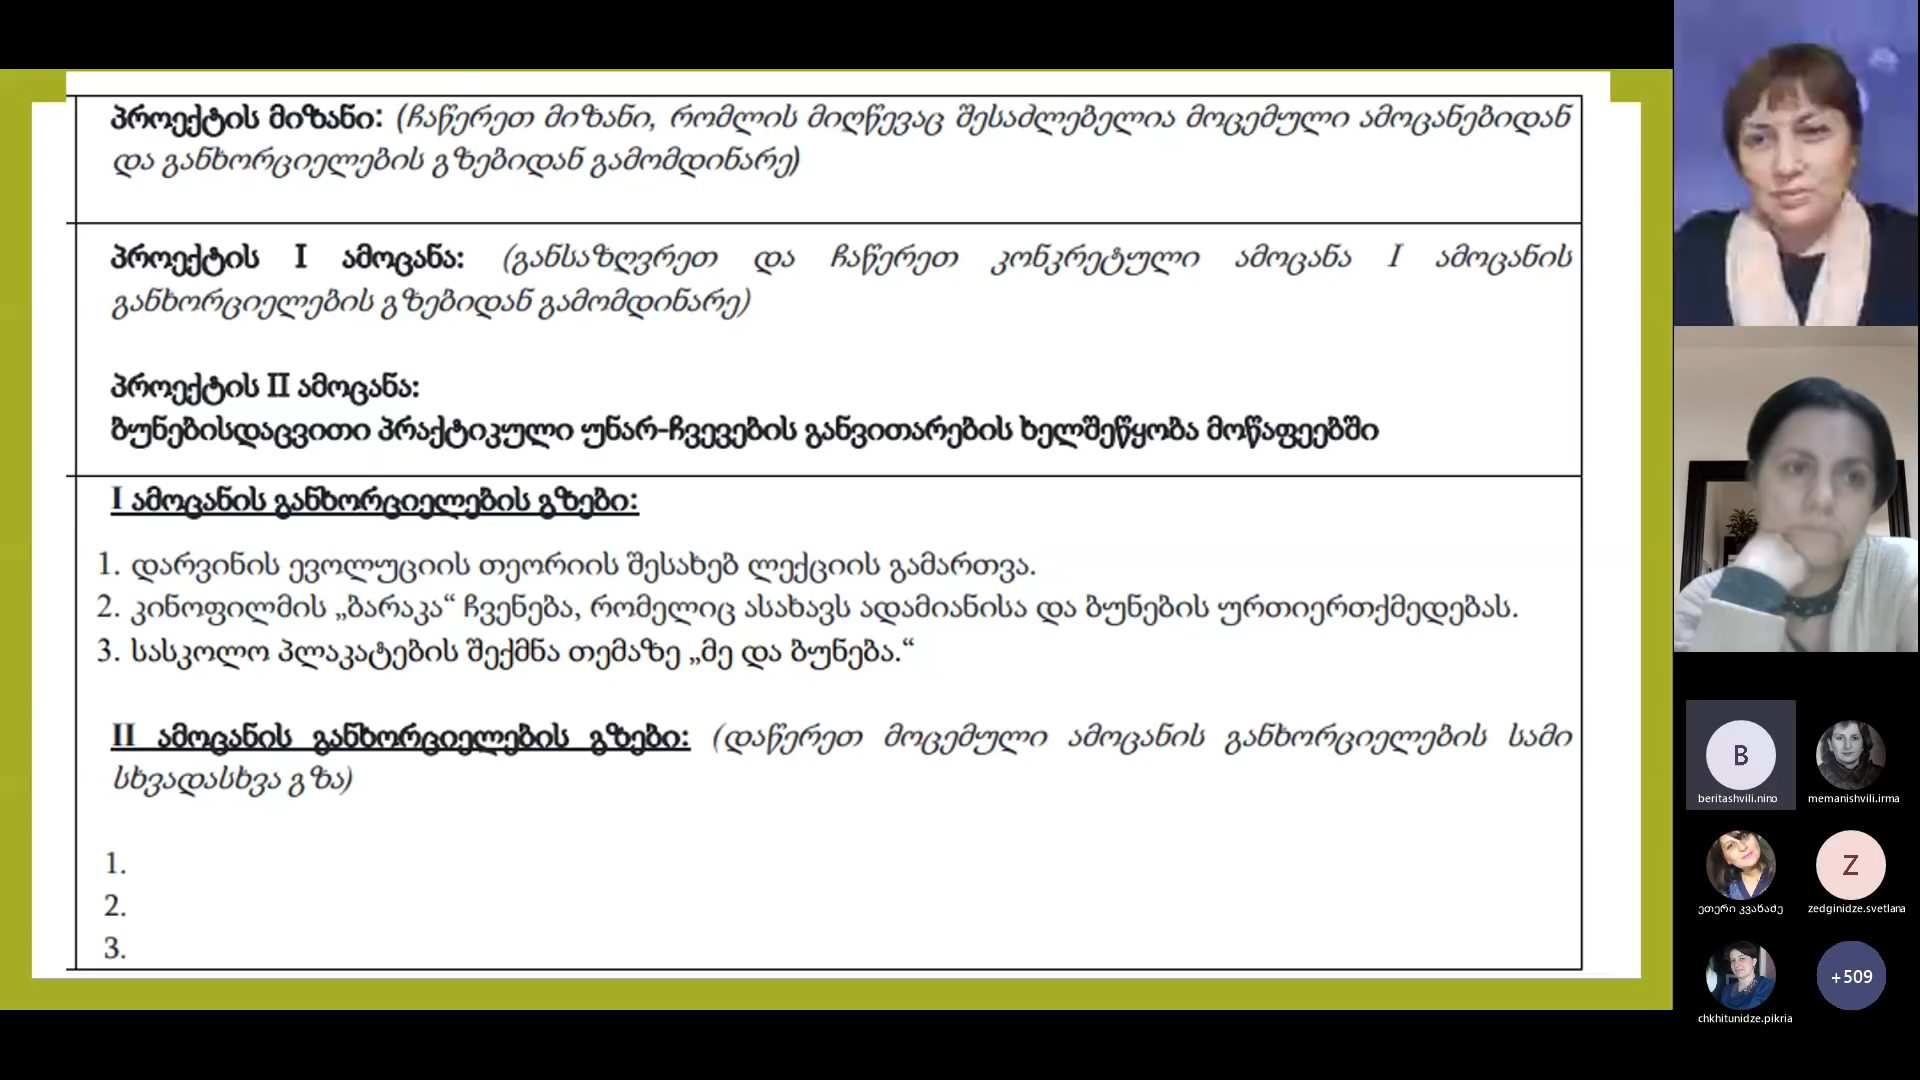 პროექტის მიზანი: (ჩაწერეთ მიზანი, რომლის მიღწევაც შესაძლებელია მოცემული ამოცანებიდან
და განხორციელების გზებიდან გამომდინარე)
პროექტის I ამოცანა: (განსაზღვრეთ და ჩაწერეთ კონკრეტული ამოცანა I ამოცანის
განხორციელების გზებიდან გამომდინარე)
პროექტის II ამოცანა:
ბუნებისდაცვითი პრაქტიკული უნარ-ჩვევების განვითარების ხელშეწყობა მოწაფეებში
I ამოცანის განხორციელების გზები:
1. დარვინის ევოლუციის თეორიის შესახებ ლექციის გამართვა.
2. კინოფილმის „ბარაკა“ ჩვენება, რომელიც ასახავს ადამიანისა და ბუნების ურთიერთქმედებას.
3. სასკოლო პლაკატების შექმნა თემაზე „მე და ბუნება.“
II ამოცანის განხორციელების გზები: (დაწერეთ მოცემული ამოცანის განხორციელების სამი
სხვადასხვა გზა)
1.
2.
3.
B
beritashvili.nino
memanishvili.irma
Z
ეთერი კვაჩაძე
zedginidze.svetlana
+509
chkhitunidze.pikria